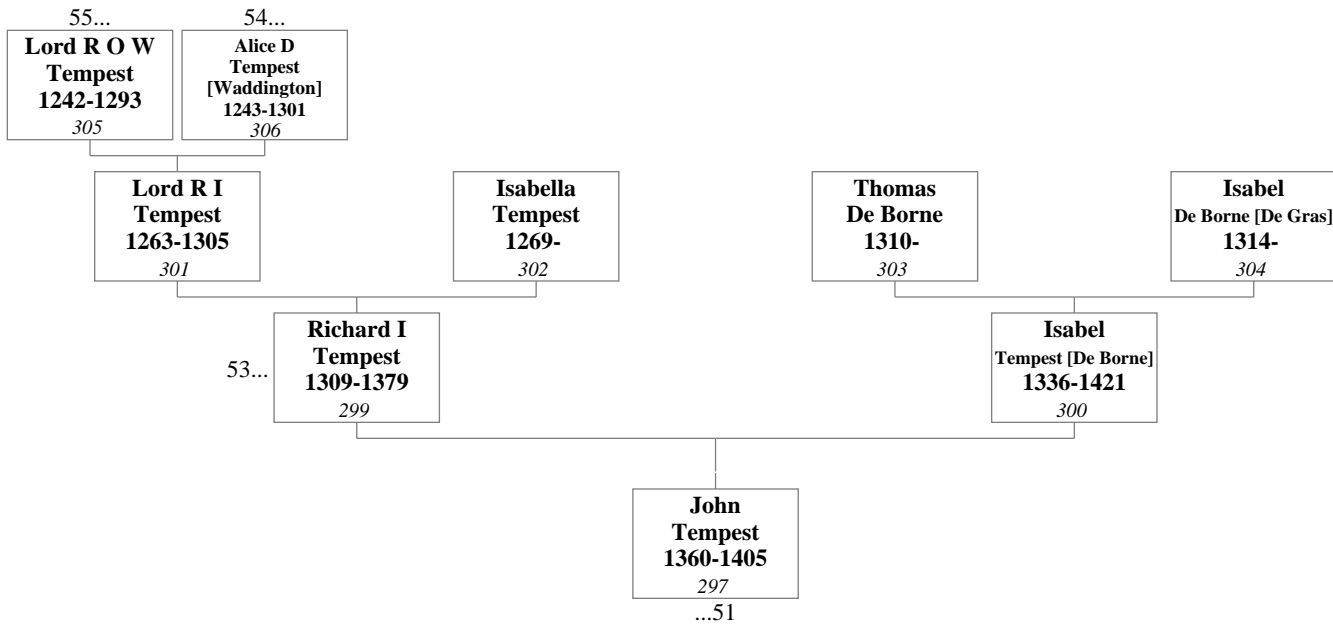 55...
54...
Lord R O W
Tempest
1242-1293
305
Alice D
Tempest
[Waddington]
1243-1301
306
Lord R I
Tempest
1263-1305
301
Isabella
Tempest
1269-
302
Thomas
De Borne
1310-
303
Isabel
De Borne [De Gras]
1314-
304
53...
Richard I
Tempest
1309-1379
299
Isabel
Tempest [De Borne]
1336-1421
300
John
Tempest
1360-1405
297
...51